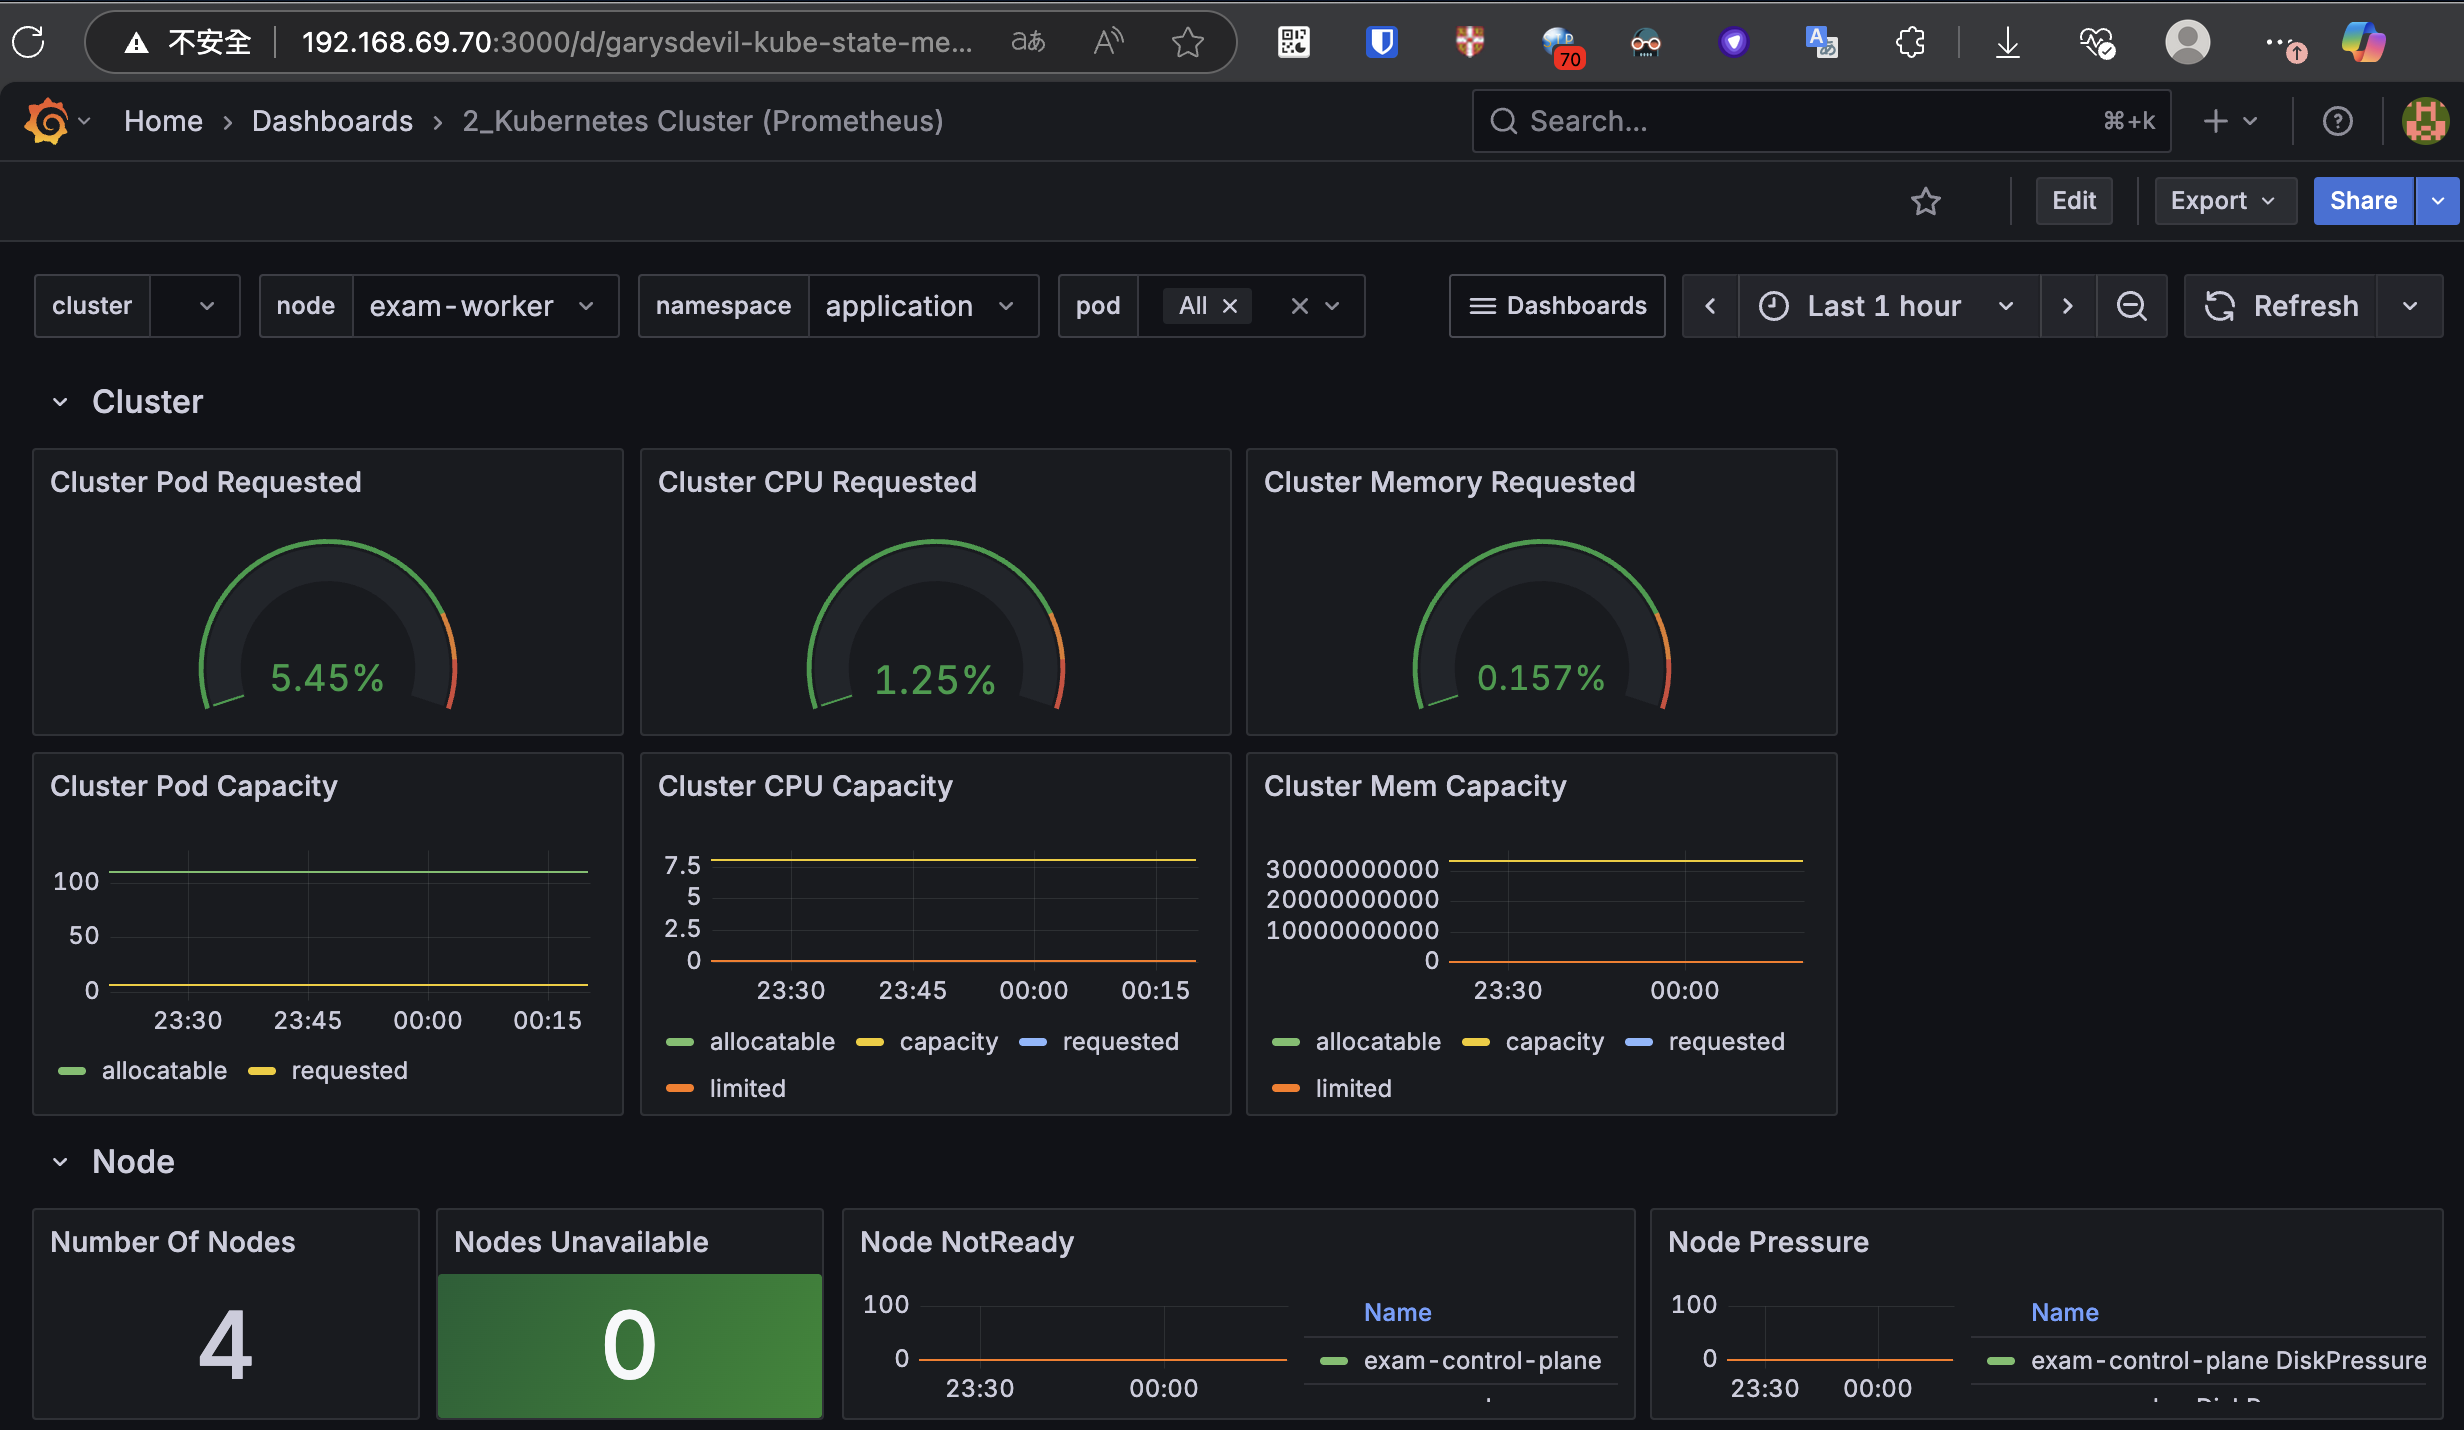 不安全 192.168.69.70:3000/d/garysdevil-kube-state-me... aあ A 70
Home › Dashboards › 2_Kubernetes Cluster (Prometheus) Search... ⌘+k
Edit Export Share
cluster node exam-worker namespace application pod All Dashboards Last 1 hour Refresh
Cluster
Cluster Pod Requested
5.45%
Cluster CPU Requested
1.25%
Cluster Memory Requested
0.157%
Cluster Pod Capacity
100
50
0
23:30 23:45 00:00 00:15
allocatable requested
Cluster CPU Capacity
7.5
5
2.5
0
23:30 23:45 00:00 00:15
allocatable capacity requested
limited
Cluster Mem Capacity
30000000000
20000000000
10000000000
0
23:30 00:00
allocatable capacity requested
limited
Node
Number Of Nodes
4
Nodes Unavailable
0
Node NotReady
100
0
23:30 00:00
Name
exam-control-plane
Node Pressure
100
0
23:30 00:00
Name
exam-control-plane DiskPressure